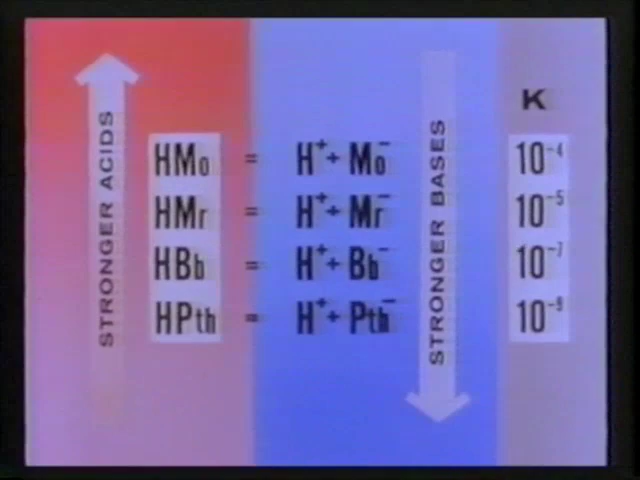 K
HMo = H⁺ + Mo⁻ 10⁻⁴
HMr = H⁺ + Mr⁻ 10⁻⁵
HBb = H⁺ + Bb⁻ 10⁻⁷
HPth = H⁺ + Pth⁻ 10⁻⁹
STRONGER ACIDS
STRONGER BASES